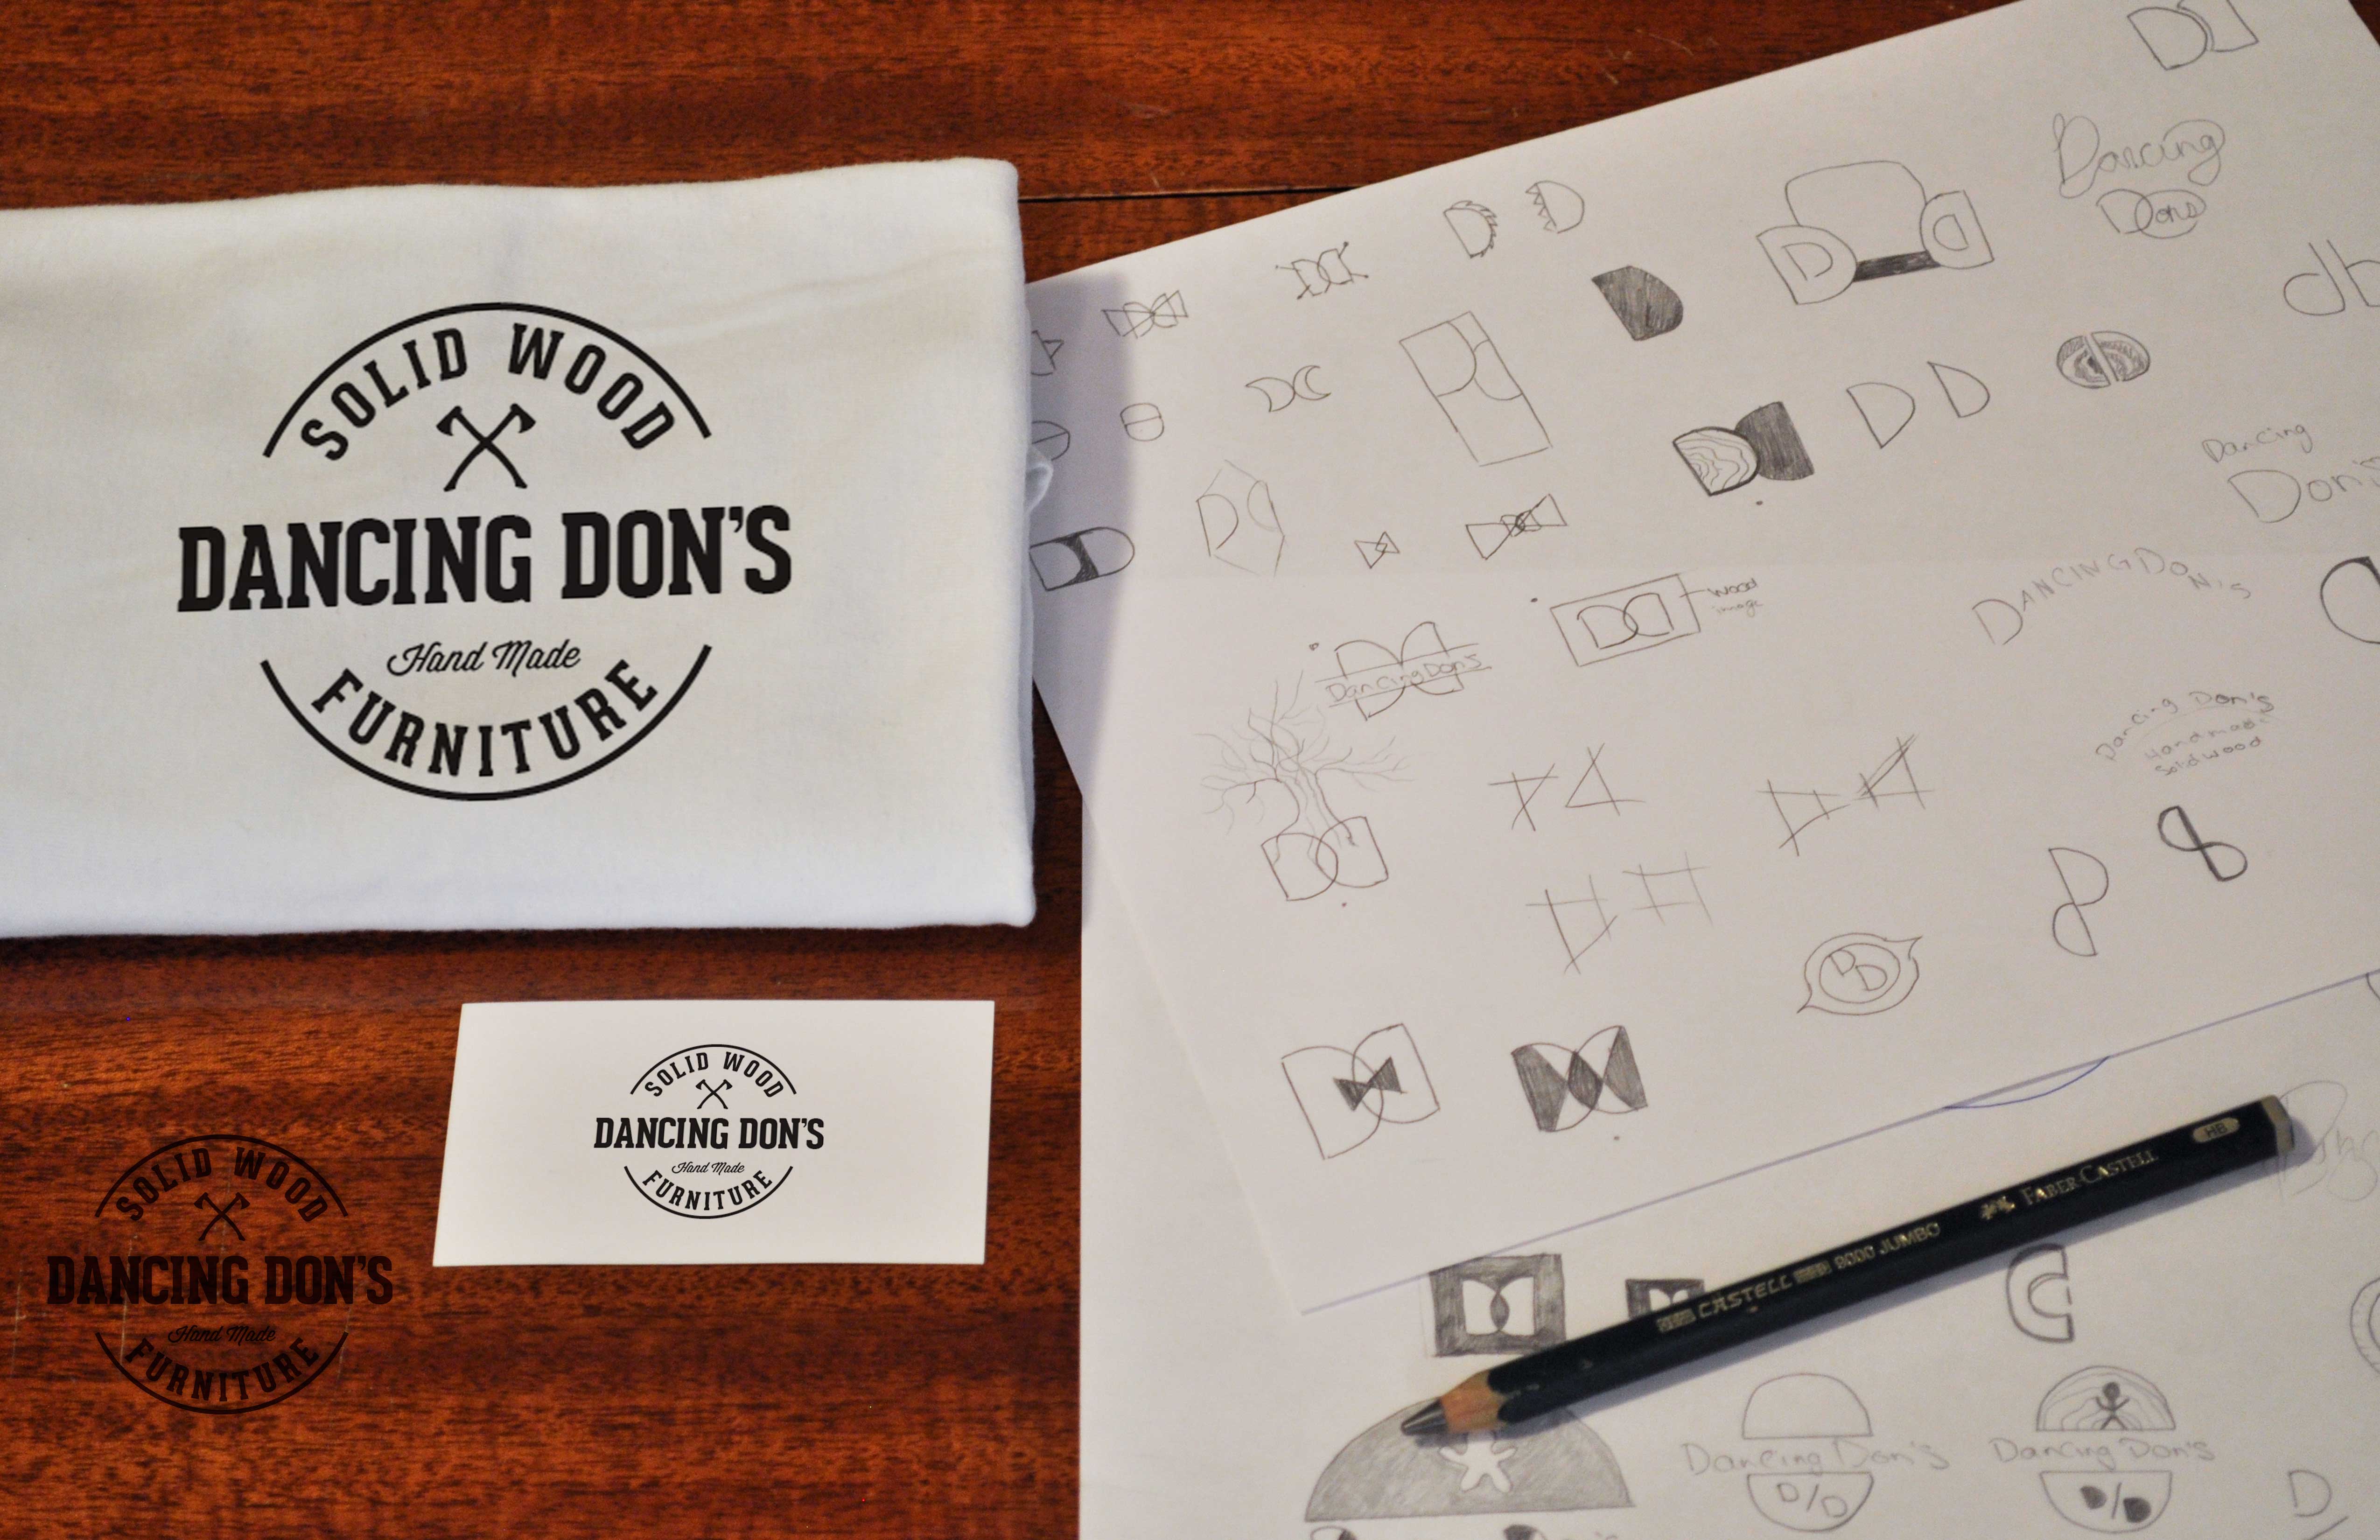 SOLID WOOD
DANCING DON'S
Hand Made
FURNITURE
SOLID WOOD
DANCING DON'S
Hand Made
FURNITURE
SOLID WOOD
DANCING DON'S
Hand Made
FURNITURE
Dancing
Dons
Dancing
Don's
DANCING DON'S
wood
image
Dancing Don's
Dancing Don's
Handmade
Solid wood
DD
HB
CASTELL 9000 JUMBO FABER-CASTELL
Dancing Don's
D/D
Dancing Don's
D/D